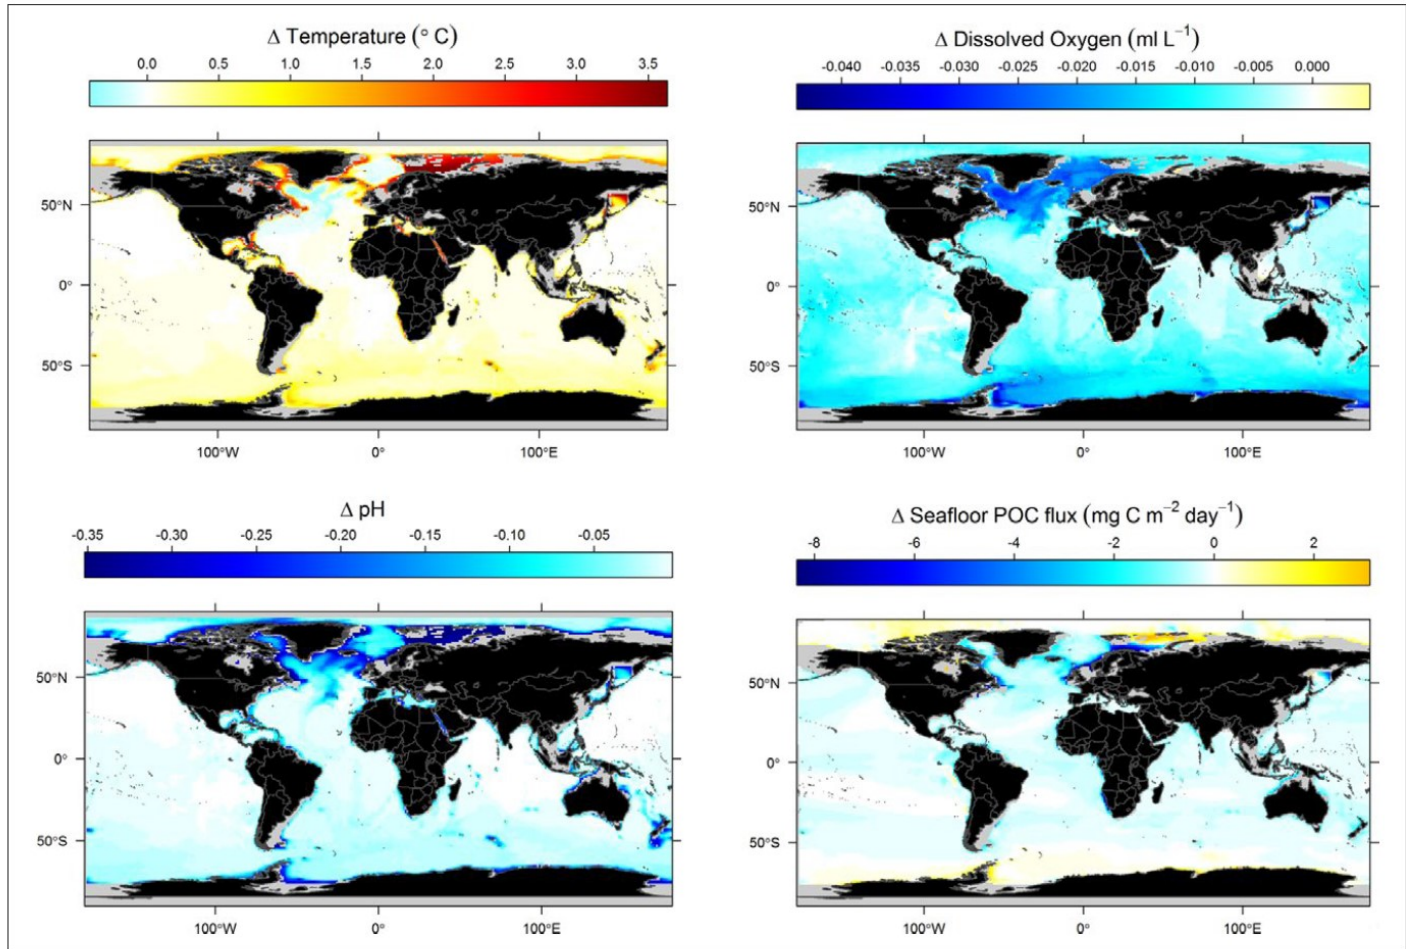 Δ Temperature (° C)
0.0 0.5 1.0 1.5 2.0 2.5 3.0 3.5
50°N
0°
50°S
100°W 0° 100°E
Δ Dissolved Oxygen (ml L⁻¹)
-0.040 -0.035 -0.030 -0.025 -0.020 -0.015 -0.010 -0.005 0.000
50°N
0°
50°S
100°W 0° 100°E
Δ pH
-0.35 -0.30 -0.25 -0.20 -0.15 -0.10 -0.05
50°N
0°
50°S
100°W 0° 100°E
Δ Seafloor POC flux (mg C m⁻² day⁻¹)
-8 -6 -4 -2 0 2
50°N
0°
50°S
100°W 0° 100°E